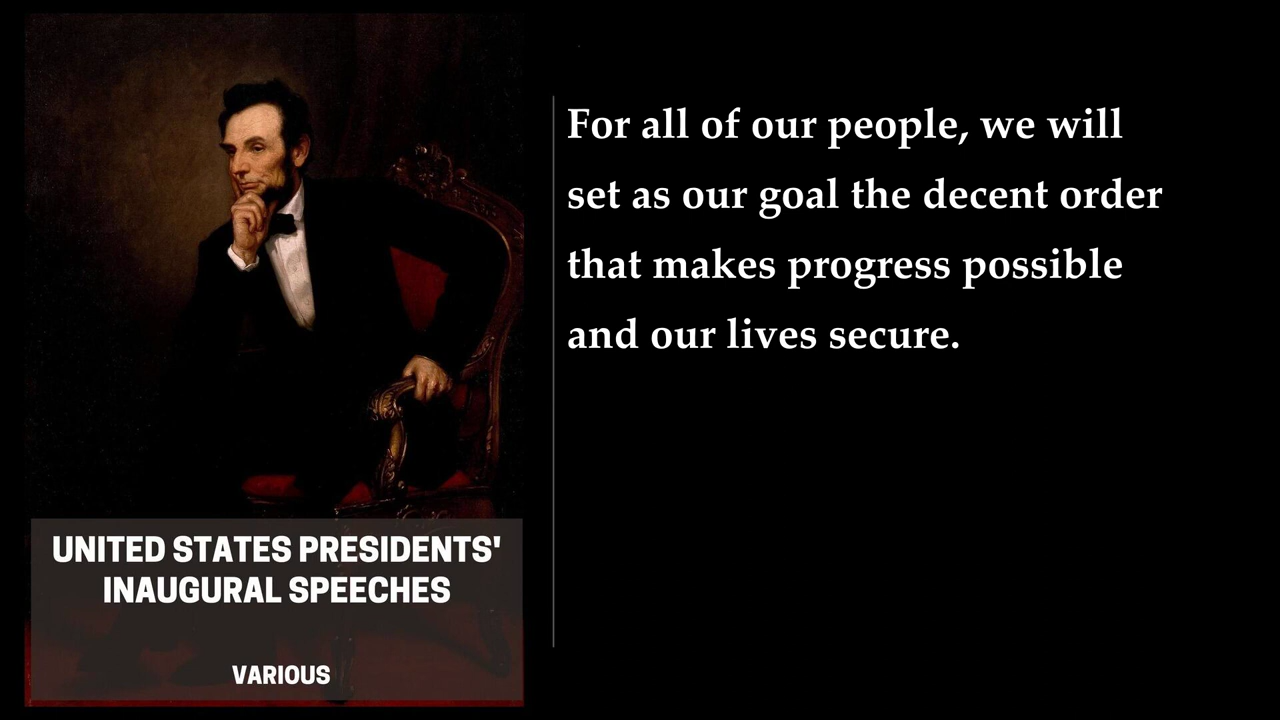 For all of our people, we will
set as our goal the decent order
that makes progress possible
and our lives secure.
UNITED STATES PRESIDENTS'
INAUGURAL SPEECHES
VARIOUS